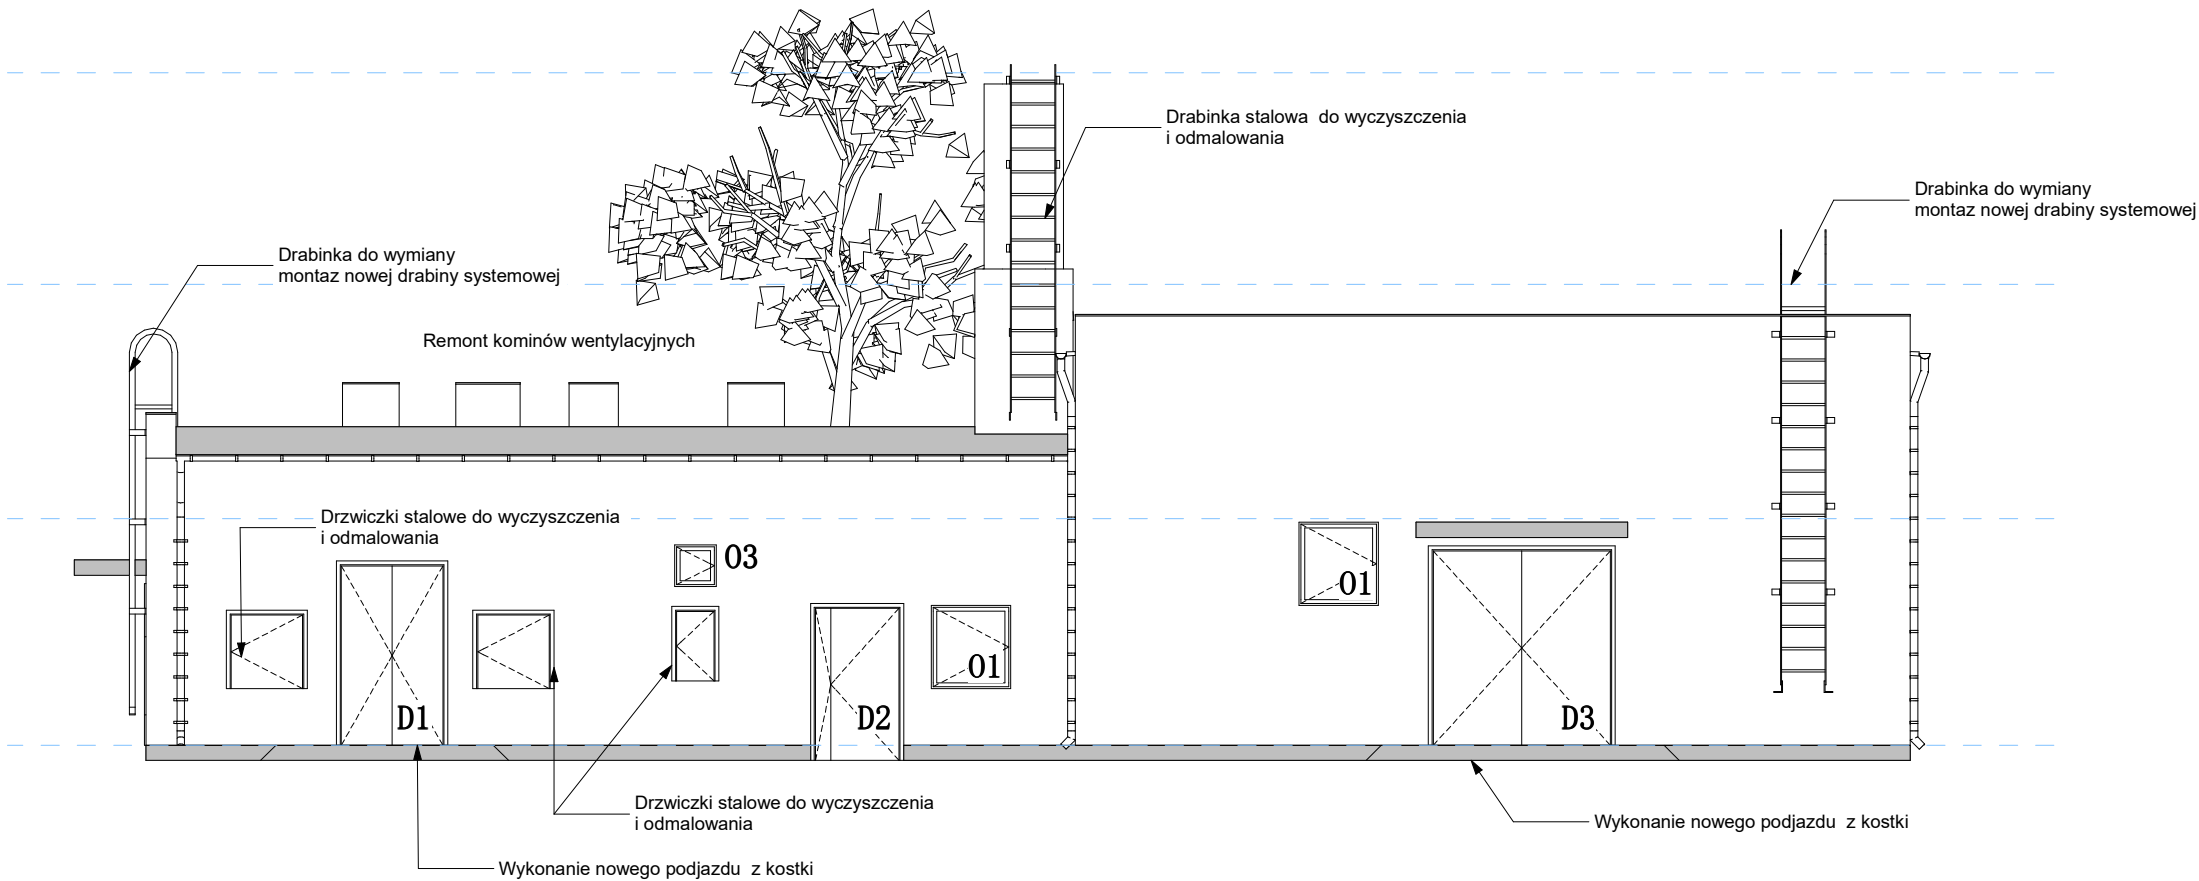 Drabinka stalowa  do wyczyszczenia
i odmalowania
Drabinka do wymiany
montaz nowej drabiny systemowej
Drabinka do wymiany
montaz nowej drabiny systemowej
Remont kominów wentylacyjnych
Drzwiczki stalowe do wyczyszczenia
i odmalowania
O3
O1
O1
D1
D2
D3
Drzwiczki stalowe do wyczyszczenia
i odmalowania
Wykonanie nowego podjazdu  z kostki
Wykonanie nowego podjazdu  z kostki